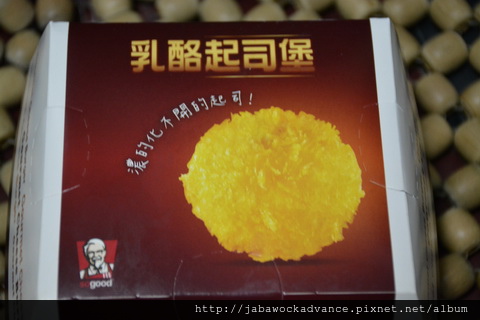 乳酪起司堡
濃的化不開的起司!
good
http://jabawockadvance.pixnet.net/album